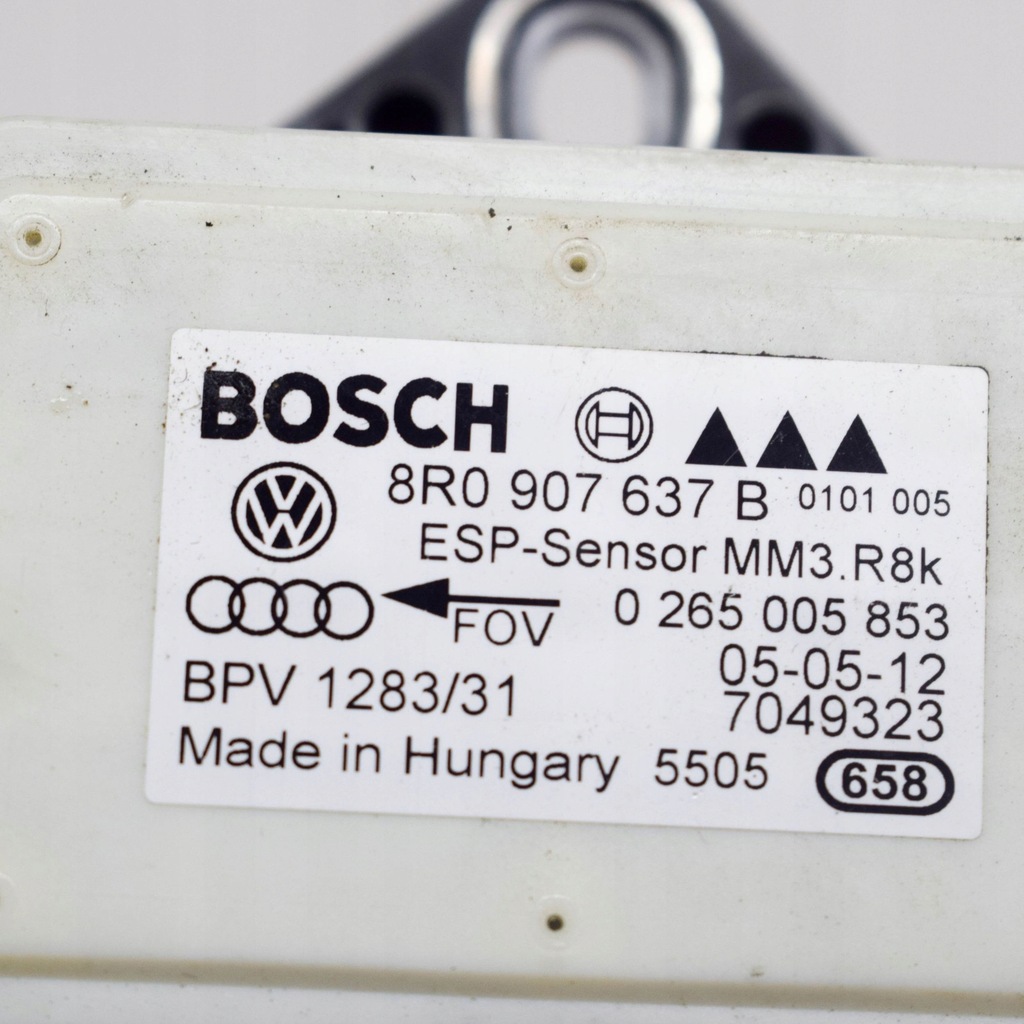 BOSCH
8R0 907 637 B 0101 005
ESP-Sensor MM3.R8k
FOV 0 265 005 853
05-05-12
BPV 1283/31 7049323
Made in Hungary 5505 658